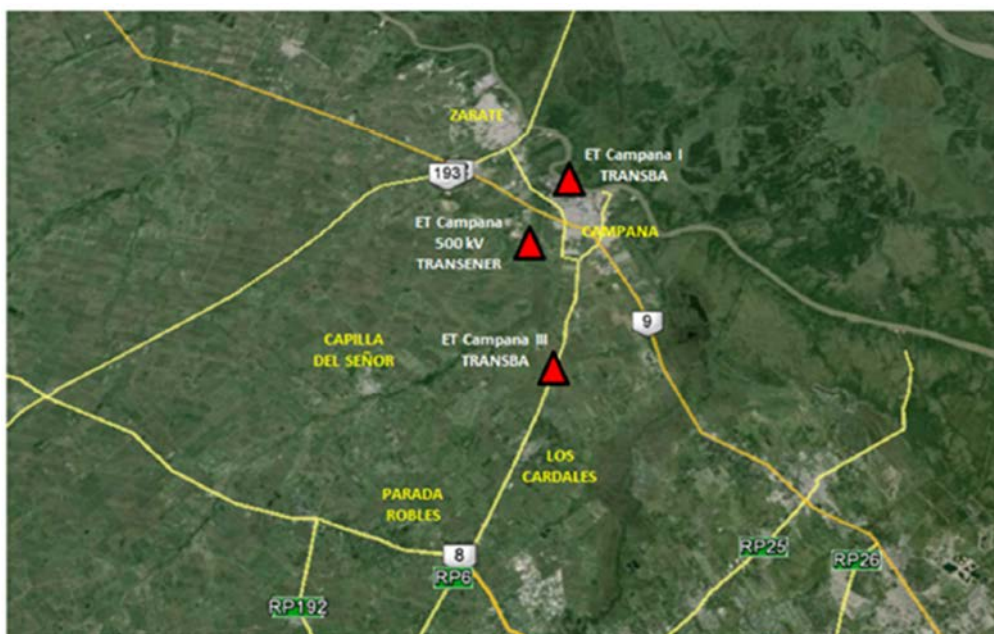 ZARATE
193
ET Campana I
TRANSBA
ET Campana
500 kV
TRANSENER
CAMPANA
9
CAPILLA
DEL SEÑOR
ET Campana III
TRANSBA
LOS
CARDALES
PARADA
ROBLES
8
RP6
RP25
RP26
RP192